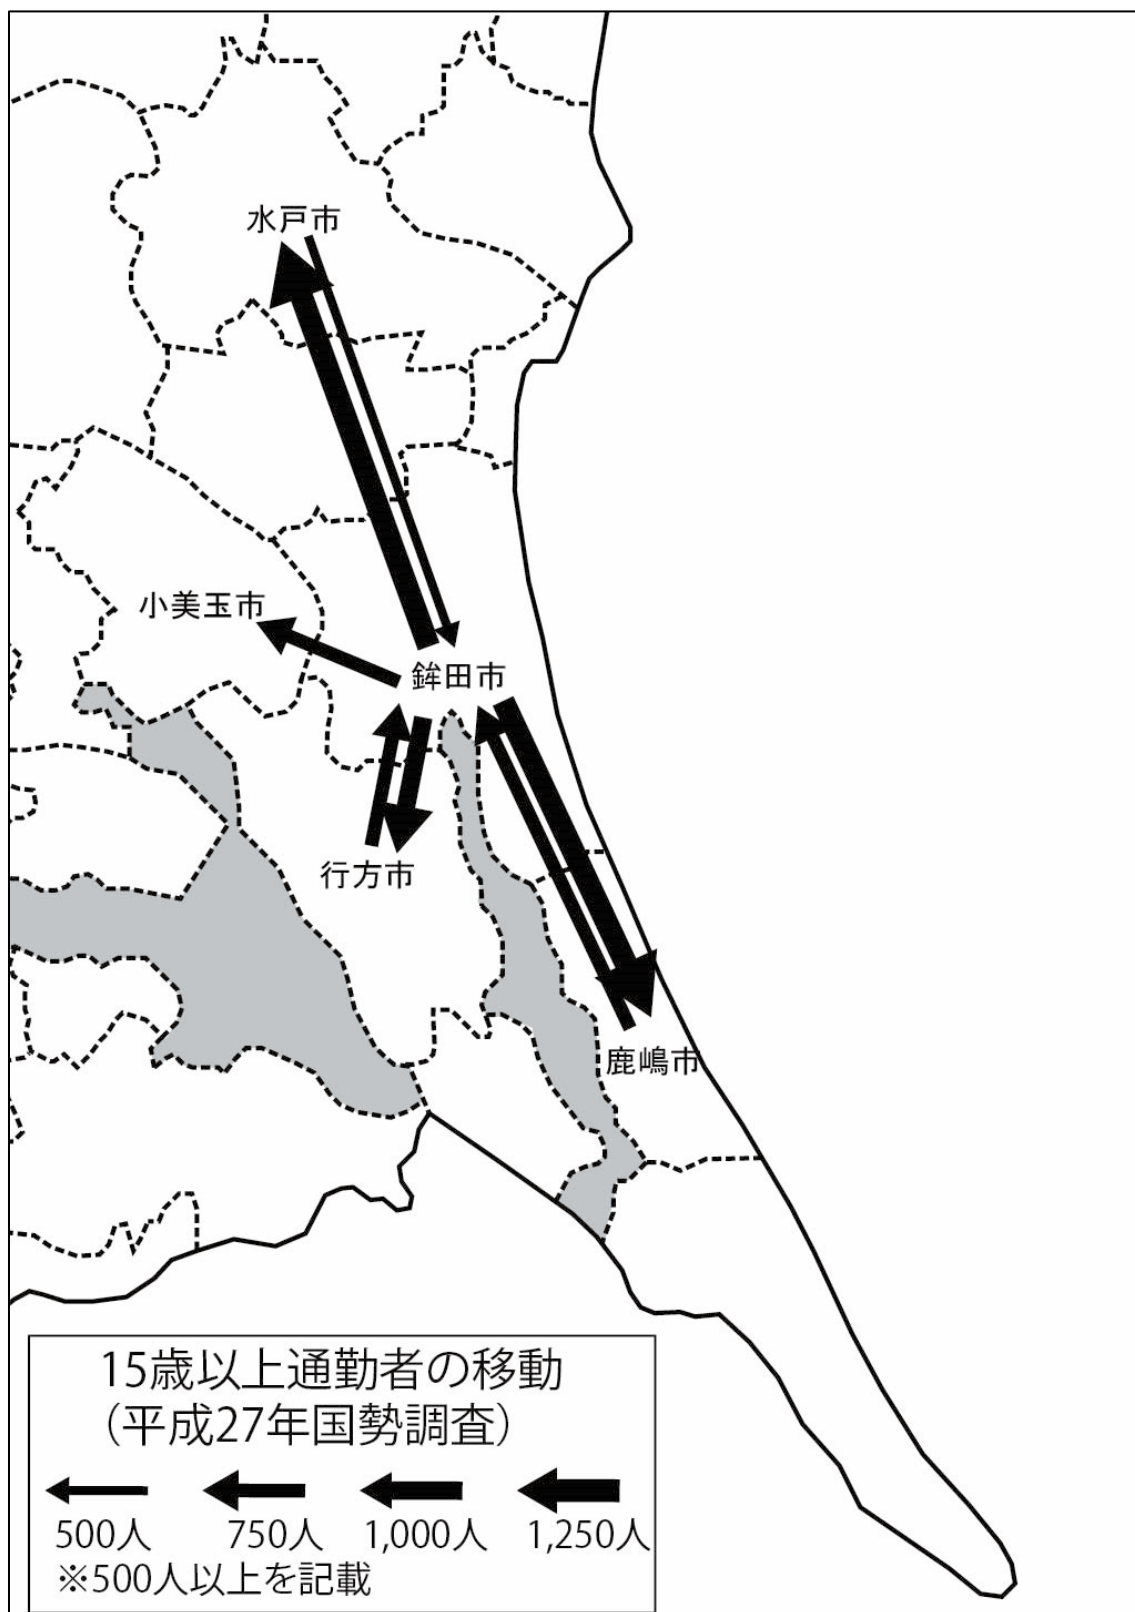 水戸市
小美玉市
鉾田市
行方市
鹿嶋市
15歳以上通勤者の移動
（平成27年国勢調査）
500人 750人 1,000人 1,250人
※500人以上を記載